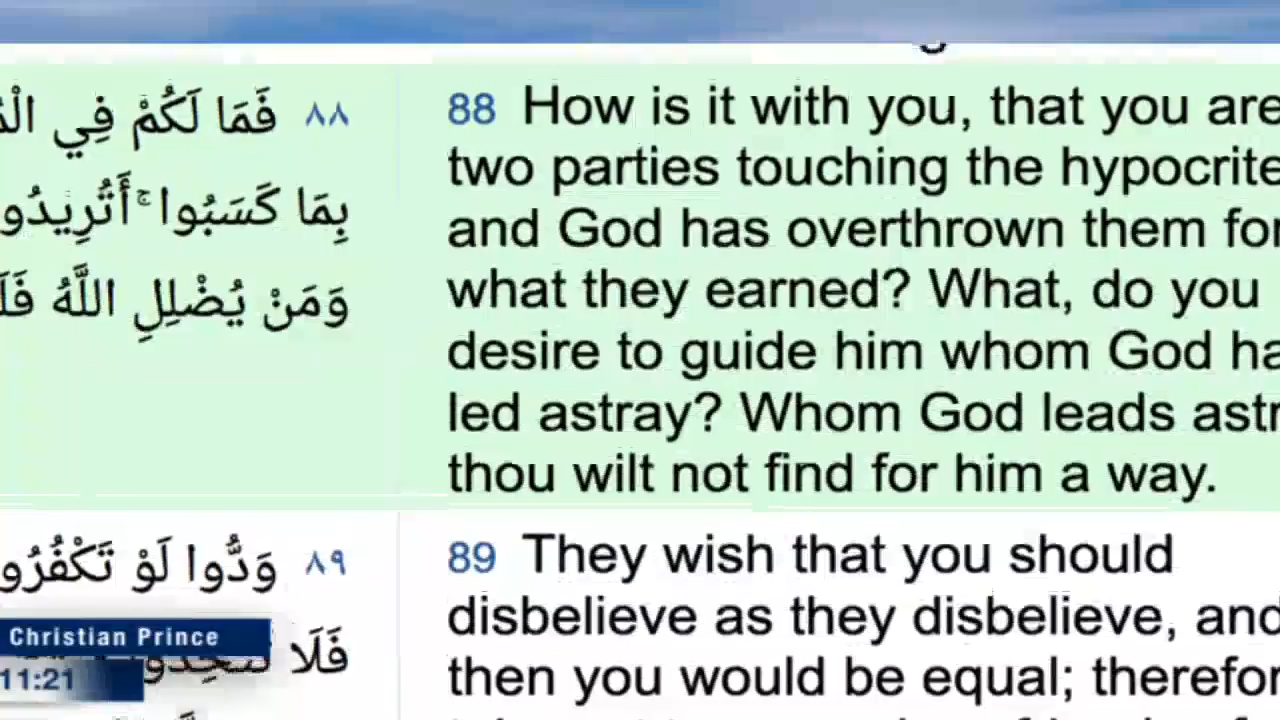 ٨٨ فَمَا لَكُمْ فِي
بِمَا كَسَبُوا ۚ
وَمَنْ يُضْلِلِ اللَّهُ
88 How is it with you, that you are
two parties touching the hypocrite
and God has overthrown them for
what they earned? What, do you
desire to guide him whom God ha
led astray? Whom God leads astr
thou wilt not find for him a way.
٨٩ وَدُّوا لَوْ
فَلَا
89 They wish that you should
disbelieve as they disbelieve, and
then you would be equal; therefor
Christian Prince
11:21